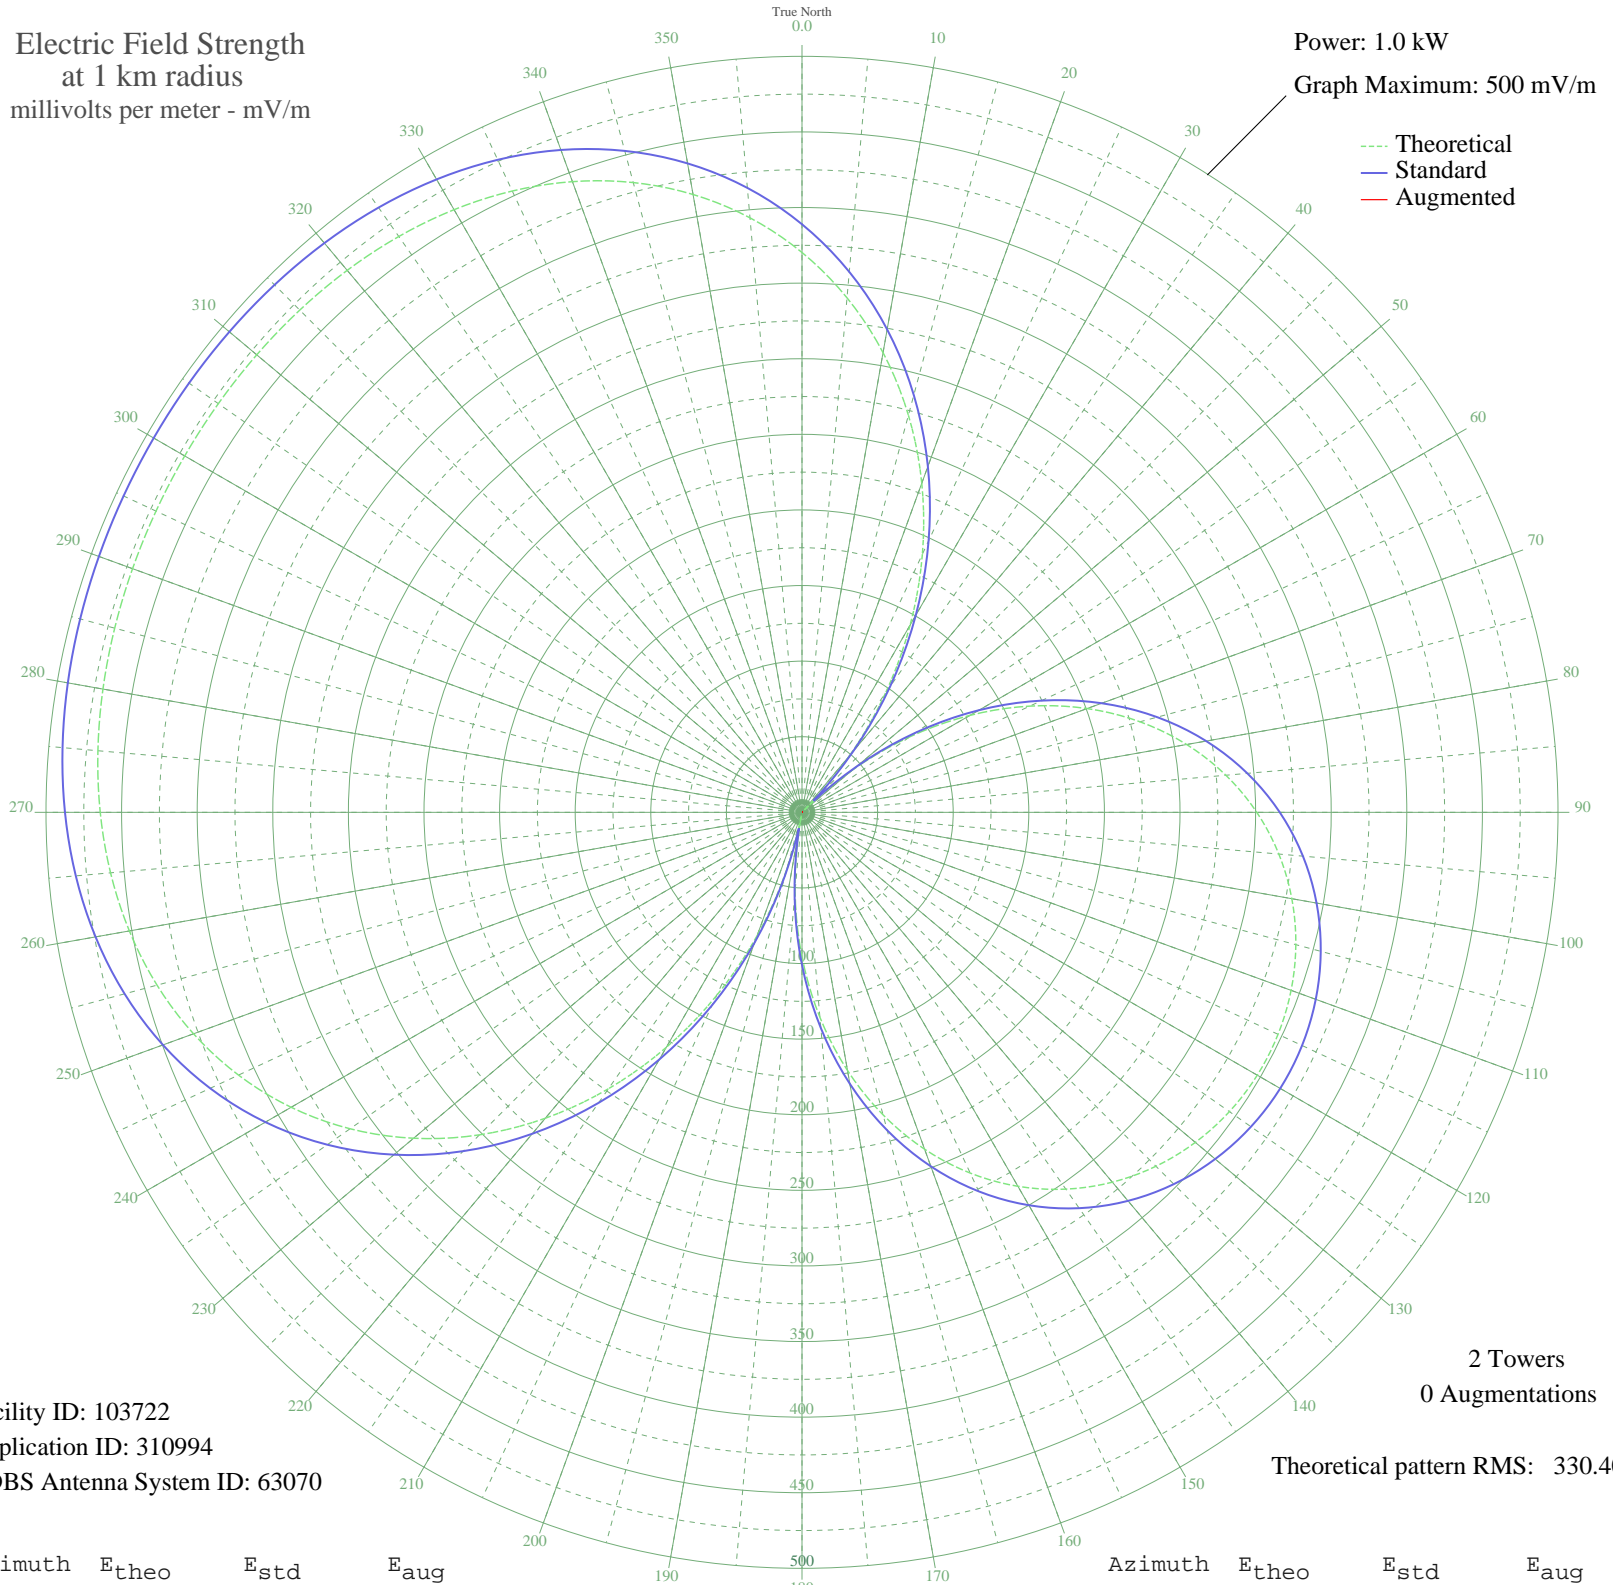 True North
Electric Field Strength
at 1 km radius
millivolts per meter - mV/m
Power: 1.0 kW
Graph Maximum: 500 mV/m
Theoretical
Standard
Augmented
0.0
10
20
30
40
50
60
70
80
90
100
110
120
130
140
150
160
170
190
200
210
220
230
240
250
260
270
280
290
300
310
320
330
340
350
100
150
200
250
300
350
400
450
500
2 Towers
0 Augmentations
Theoretical pattern RMS: 330.4
cility ID: 103722
plication ID: 310994
DBS Antenna System ID: 63070
imuth Etheo Estd Eaug Azimuth Etheo Estd Eaug